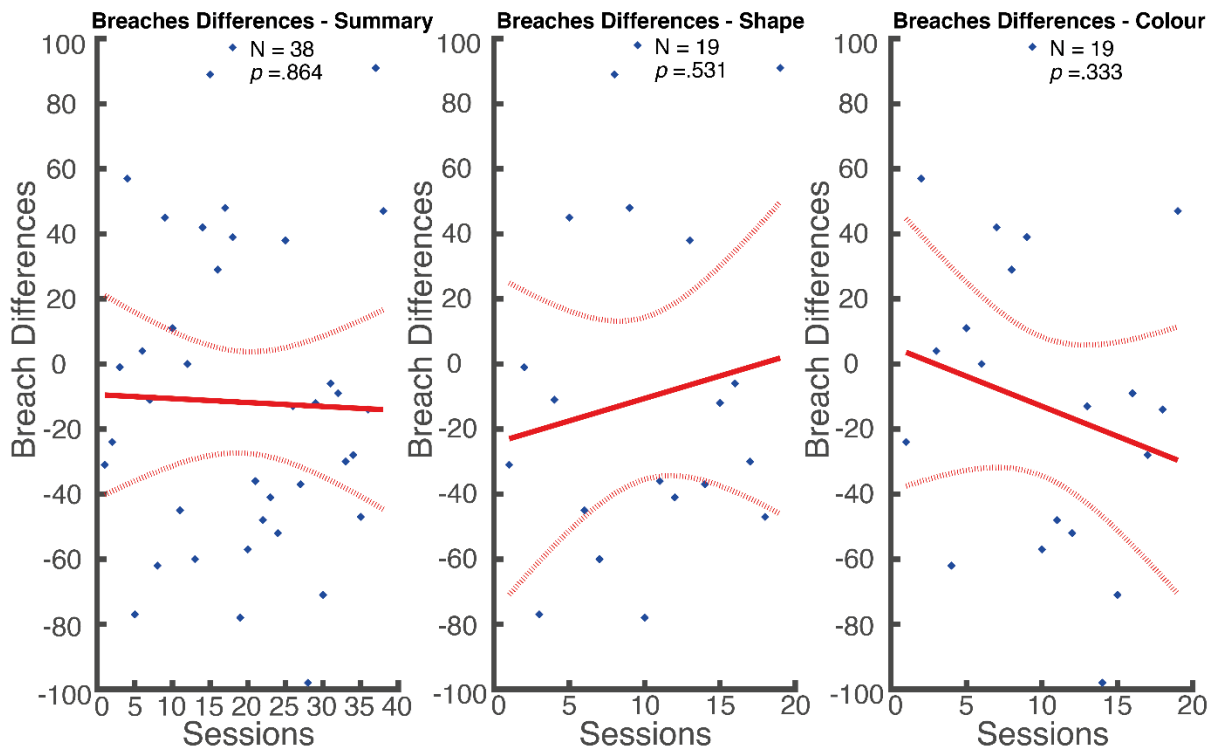 Breaches Differences - Summary
N = 38
p =.864
100
80
60
40
20
0
-20
-40
-60
-80
-100
Breach Differences
0 5 10 15 20 25 30 35 40
Sessions
Breaches Differences - Shape
N = 19
p =.531
100
80
60
40
20
0
-20
-40
-60
-80
-100
Breach Differences
0 5 10 15 20
Sessions
Breaches Differences - Colour
N = 19
p =.333
100
80
60
40
20
0
-20
-40
-60
-80
-100
Breach Differences
0 5 10 15 20
Sessions